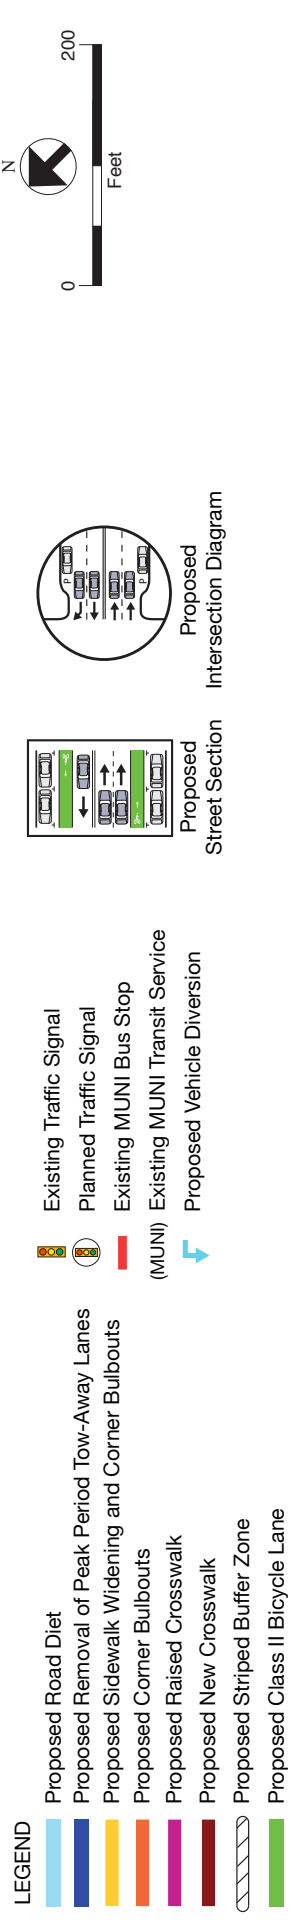 LEGEND
Proposed Road Diet
Proposed Removal of Peak Period Tow-Away Lanes
Proposed Sidewalk Widening and Corner Bulbouts
Proposed Corner Bulbouts
Proposed Raised Crosswalk
Proposed New Crosswalk
Proposed Striped Buffer Zone
Proposed Class II Bicycle Lane
Existing Traffic Signal
Planned Traffic Signal
Existing MUNI Bus Stop
(MUNI) Existing MUNI Transit Service
Proposed Vehicle Diversion
Proposed
Street Section
P
P
Proposed
Intersection Diagram
N
0
200
Feet